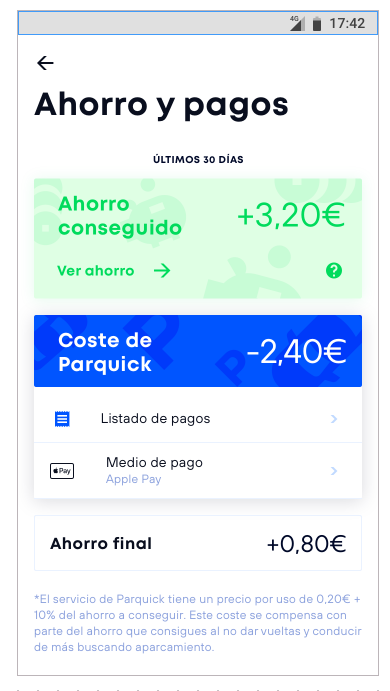 4G 17:42
Ahorro y pagos
ÚLTIMOS 30 DÍAS
Ahorro
conseguido
+3,20€
Ver ahorro
?
Coste de
Parquick
-2,40€
Listado de pagos
Pay
Medio de pago
Apple Pay
Ahorro final
+0,80€
*El servicio de Parquick tiene un precio por uso de 0,20€ +
10% del ahorro a conseguir. Este coste se compensa con
parte del ahorro que consigues al no dar vueltas y conducir
de más buscando aparcamiento.